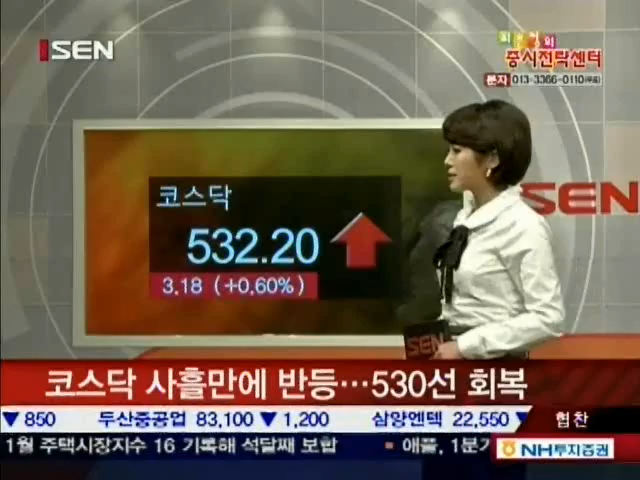 SEN
의
증시전략센터
문자 013-3366-0110(무료)
코스닥
532.20
3.18 (+0.60%)
SEN
SEN
코스닥 사흘만에 반등…530선 회복
▼ 850 두산중공업 83,100 ▼ 1,200 삼양엔텍 22,550 ▼ 협찬
1월 주택시장지수 16 기록해 석달째 보합 ▪ 애플, 1분기 NH투자증권